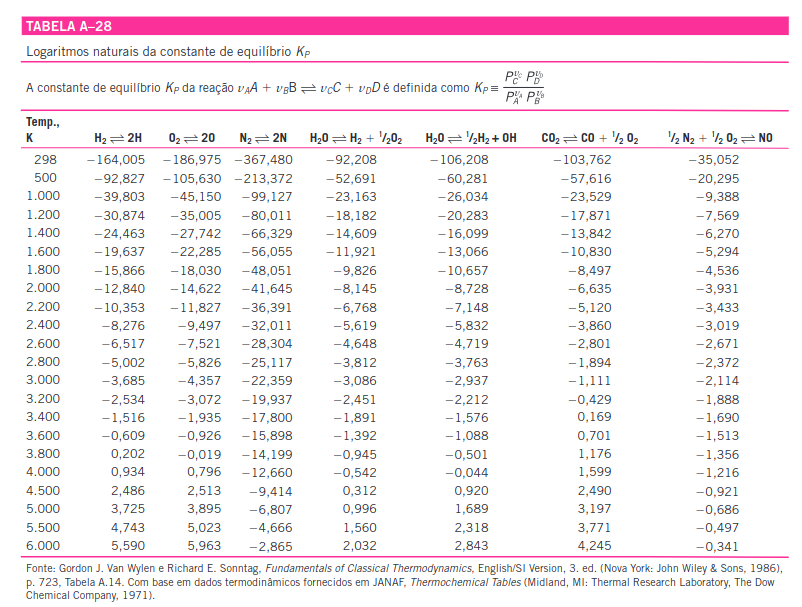 TABELA A–28
Logaritmos naturais da constante de equilíbrio KP
A constante de equilíbrio KP da reação νAA + νBB ⇌ νCC + νDD é definida como KP ≡ PC^νC PD^νD / PA^νA PB^νB
Temp.,
K H2 ⇌ 2H O2 ⇌ 2O N2 ⇌ 2N H2O ⇌ H2 + 1/2O2 H2O ⇌ 1/2H2 + OH CO2 ⇌ CO + 1/2 O2 1/2 N2 + 1/2 O2 ⇌ NO
298 −164,005 −186,975 −367,480 −92,208 −106,208 −103,762 −35,052
500 −92,827 −105,630 −213,372 −52,691 −60,281 −57,616 −20,295
1.000 −39,803 −45,150 −99,127 −23,163 −26,034 −23,529 −9,388
1.200 −30,874 −35,005 −80,011 −18,182 −20,283 −17,871 −7,569
1.400 −24,463 −27,742 −66,329 −14,609 −16,099 −13,842 −6,270
1.600 −19,637 −22,285 −56,055 −11,921 −13,066 −10,830 −5,294
1.800 −15,866 −18,030 −48,051 −9,826 −10,657 −8,497 −4,536
2.000 −12,840 −14,622 −41,645 −8,145 −8,728 −6,635 −3,931
2.200 −10,353 −11,827 −36,391 −6,768 −7,148 −5,120 −3,433
2.400 −8,276 −9,497 −32,011 −5,619 −5,832 −3,860 −3,019
2.600 −6,517 −7,521 −28,304 −4,648 −4,719 −2,801 −2,671
2.800 −5,002 −5,826 −25,117 −3,812 −3,763 −1,894 −2,372
3.000 −3,685 −4,357 −22,359 −3,086 −2,937 −1,111 −2,114
3.200 −2,534 −3,072 −19,937 −2,451 −2,212 −0,429 −1,888
3.400 −1,516 −1,935 −17,800 −1,891 −1,576 0,169 −1,690
3.600 −0,609 −0,926 −15,898 −1,392 −1,088 0,701 −1,513
3.800 0,202 −0,019 −14,199 −0,945 −0,501 1,176 −1,356
4.000 0,934 0,796 −12,660 −0,542 −0,044 1,599 −1,216
4.500 2,486 2,513 −9,414 0,312 0,920 2,490 −0,921
5.000 3,725 3,895 −6,807 0,996 1,689 3,197 −0,686
5.500 4,743 5,023 −4,666 1,560 2,318 3,771 −0,497
6.000 5,590 5,963 −2,865 2,032 2,843 4,245 −0,341
Fonte: Gordon J. Van Wylen e Richard E. Sonntag, Fundamentals of Classical Thermodynamics, English/SI Version, 3. ed. (Nova York: John Wiley & Sons, 1986),
p. 723, Tabela A.14. Com base em dados termodinâmicos fornecidos em JANAF, Thermochemical Tables (Midland, MI: Thermal Research Laboratory, The Dow
Chemical Company, 1971).